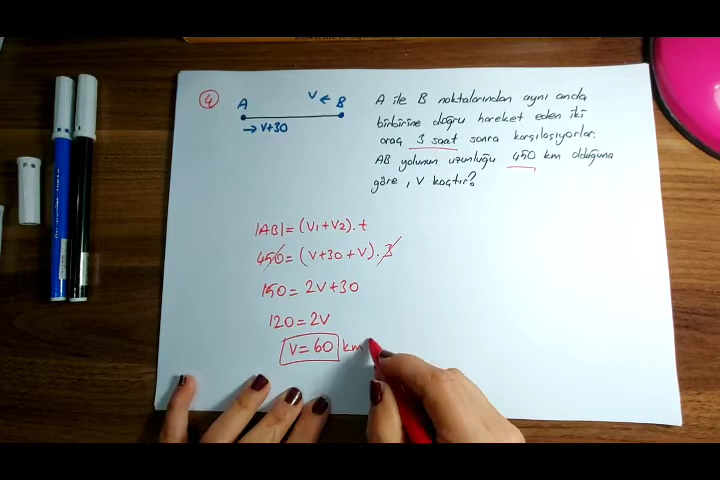 4
A
V ←
B
→ V+30
A ile B noktalarından aynı anda
birbirine doğru hareket eden iki
araç 3 saat sonra karşılaşıyorlar.
AB yolunun uzunluğu 450 km olduğuna
göre, V kaçtır?
|AB| = (V1+V2).t
450 = (V+30+V).3
150 = 2V+30
120 = 2V
V = 60 km